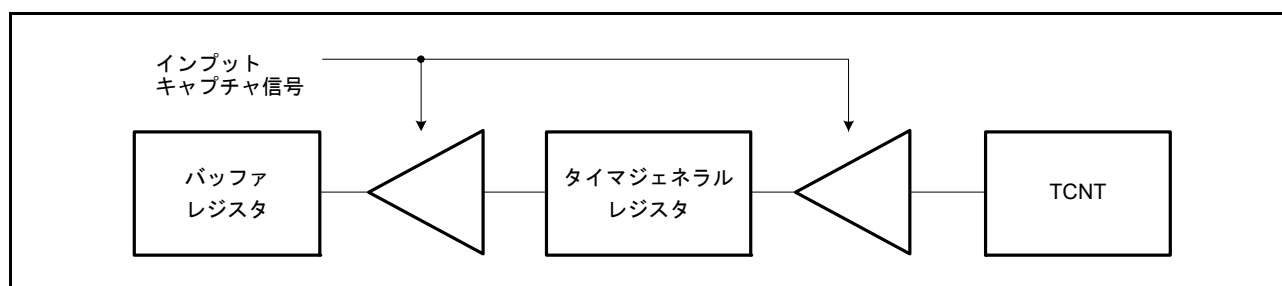 インプット
キャプチャ信号
バッファ
レジスタ
タイマジェネラル
レジスタ
TCNT